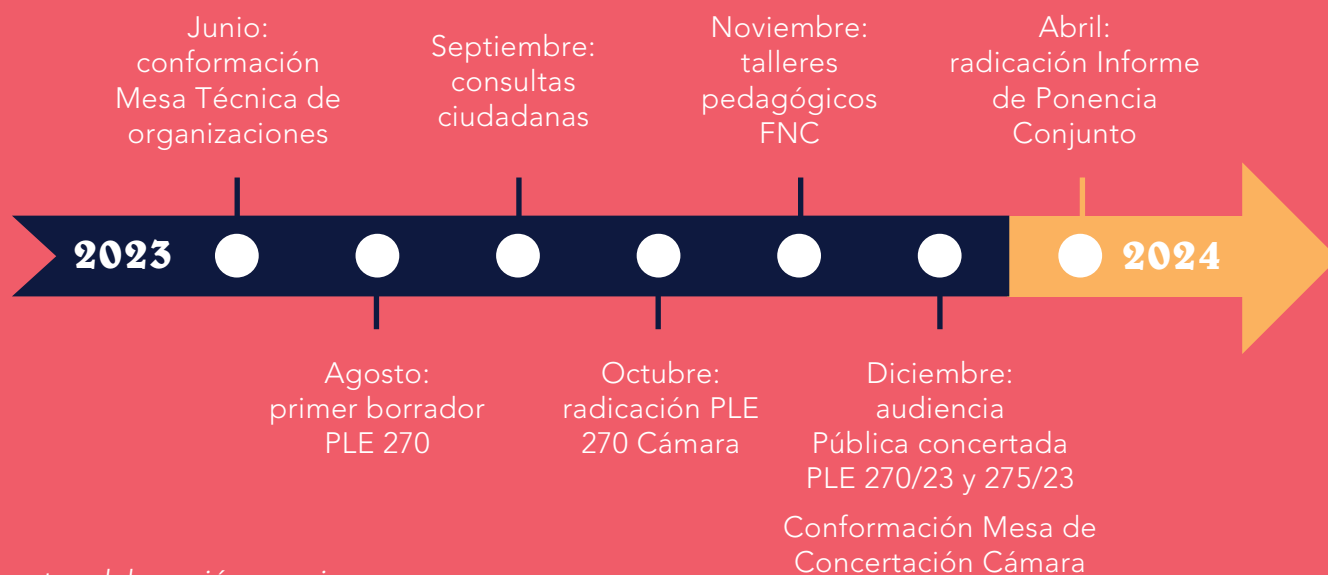 Junio:
conformación
Mesa Técnica de
organizaciones
Septiembre:
consultas
ciudadanas
Noviembre:
talleres
pedagógicos
FNC
Abril:
radicación Informe
de Ponencia
Conjunto
2023
2024
Agosto:
primer borrador
PLE 270
Octubre:
radicación PLE
270 Cámara
Diciembre:
audiencia
Pública concertada
PLE 270/23 y 275/23
Conformación Mesa de
Concertación Cámara